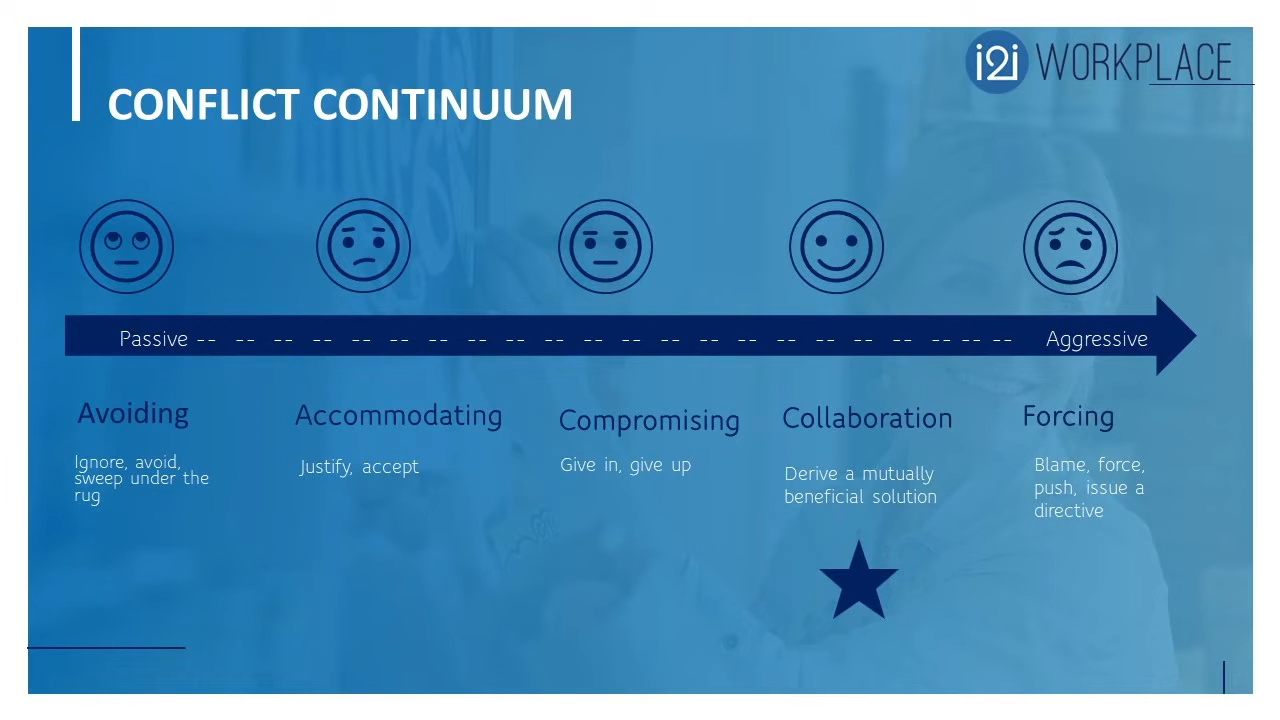 i2i WORKPLACE
CONFLICT CONTINUUM
Passive -- -- -- -- -- -- -- -- -- -- -- -- -- -- -- -- -- -- -- -- -- -- Aggressive
Avoiding
Ignore, avoid,
sweep under the
rug
Accommodating
Justify, accept
Compromising
Give in, give up
Collaboration
Derive a mutually
beneficial solution
Forcing
Blame, force,
push, issue a
directive